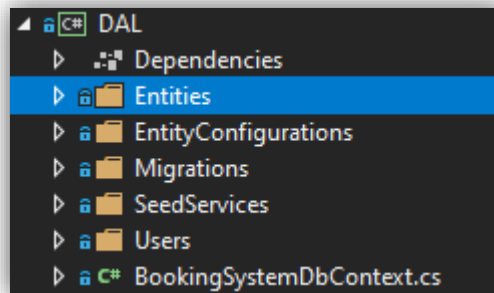 C# DAL
Dependencies
Entities
EntityConfigurations
Migrations
SeedServices
Users
C# BookingSystemDbContext.cs